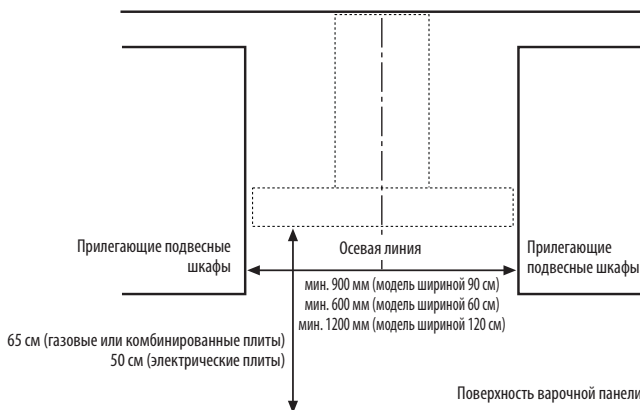 Прилегающие подвесные
шкафы
Осевая линия
Прилегающие
подвесные шкафы
мин. 900 мм (модель шириной 90 см)
мин. 600 мм (модель шириной 60 см)
мин. 1200 мм (модель шириной 120 см)
65 см (газовые или комбинированные плиты)
50 см (электрические плиты)
Поверхность варочной панели